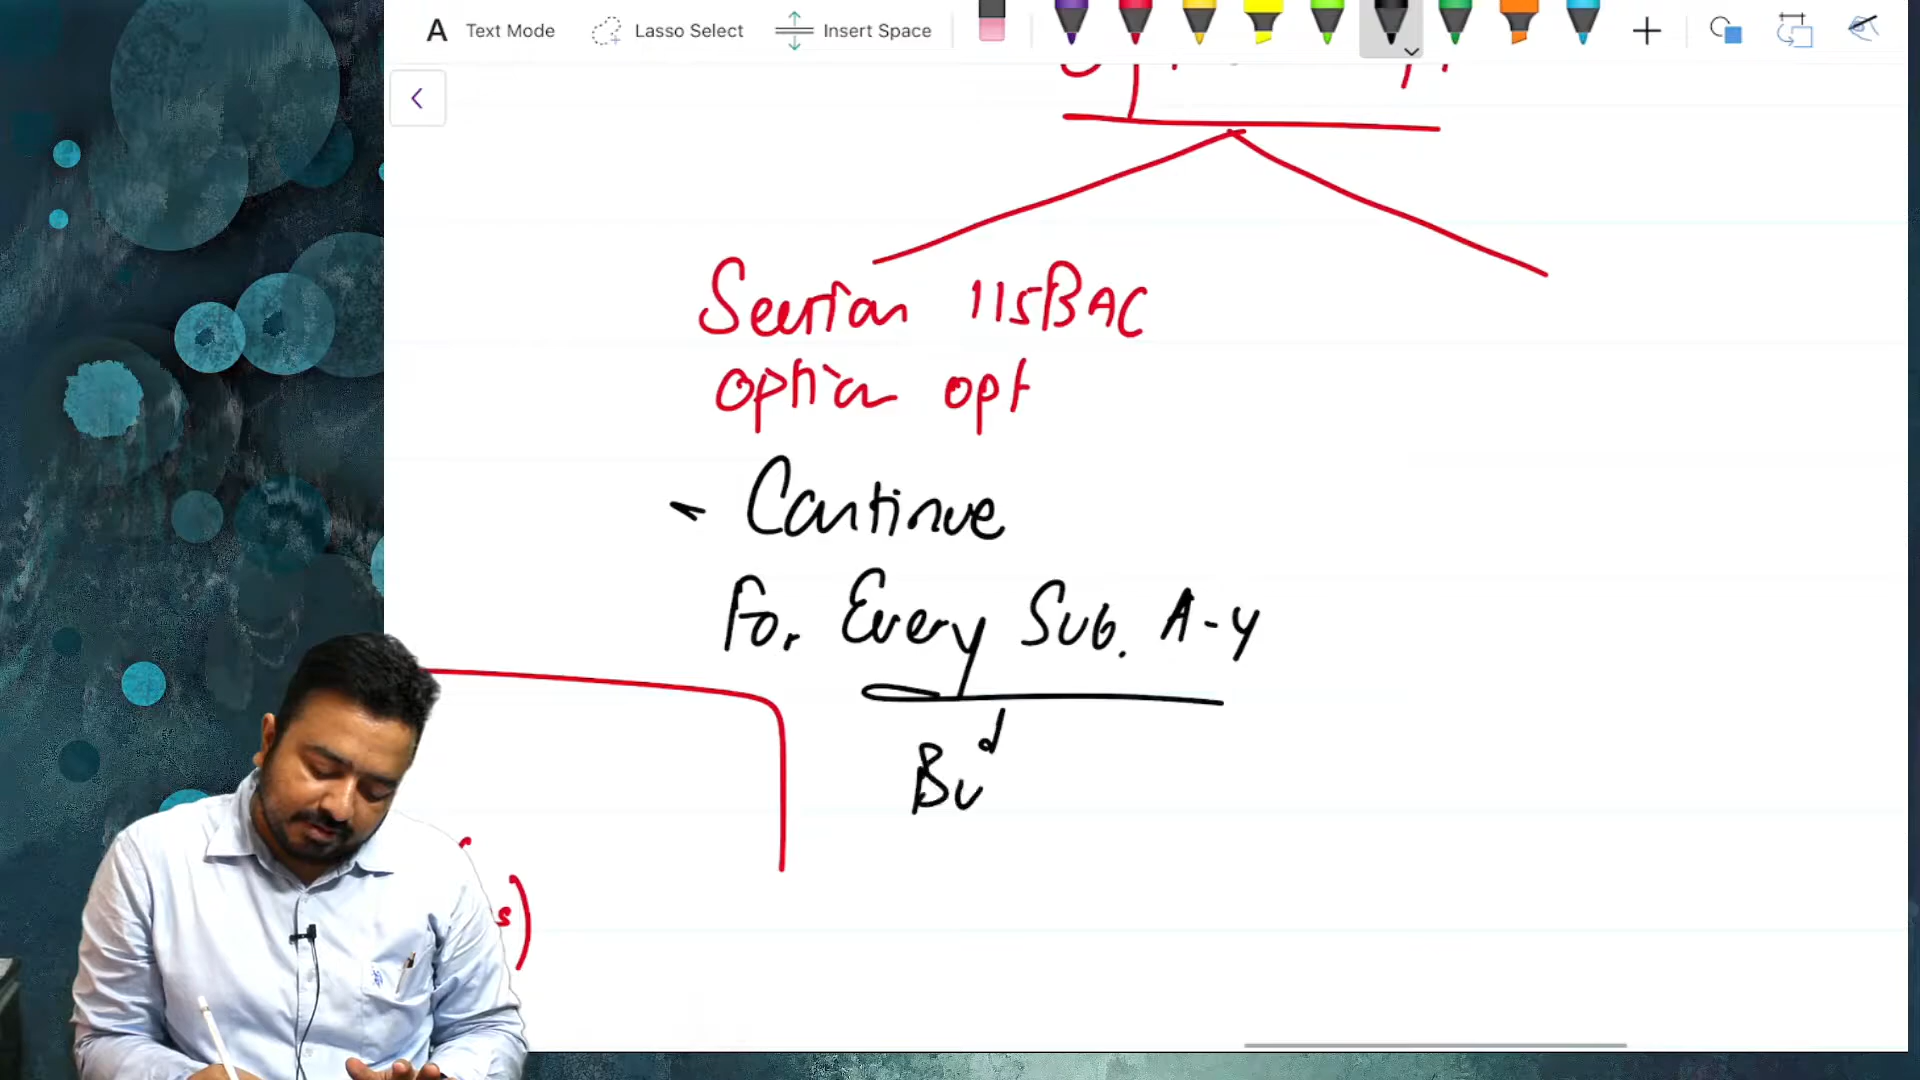 A Text Mode Lasso Select Insert Space
Section 115BAC
option opt
- Continue
For Every Sub. A-y
Bu
s)